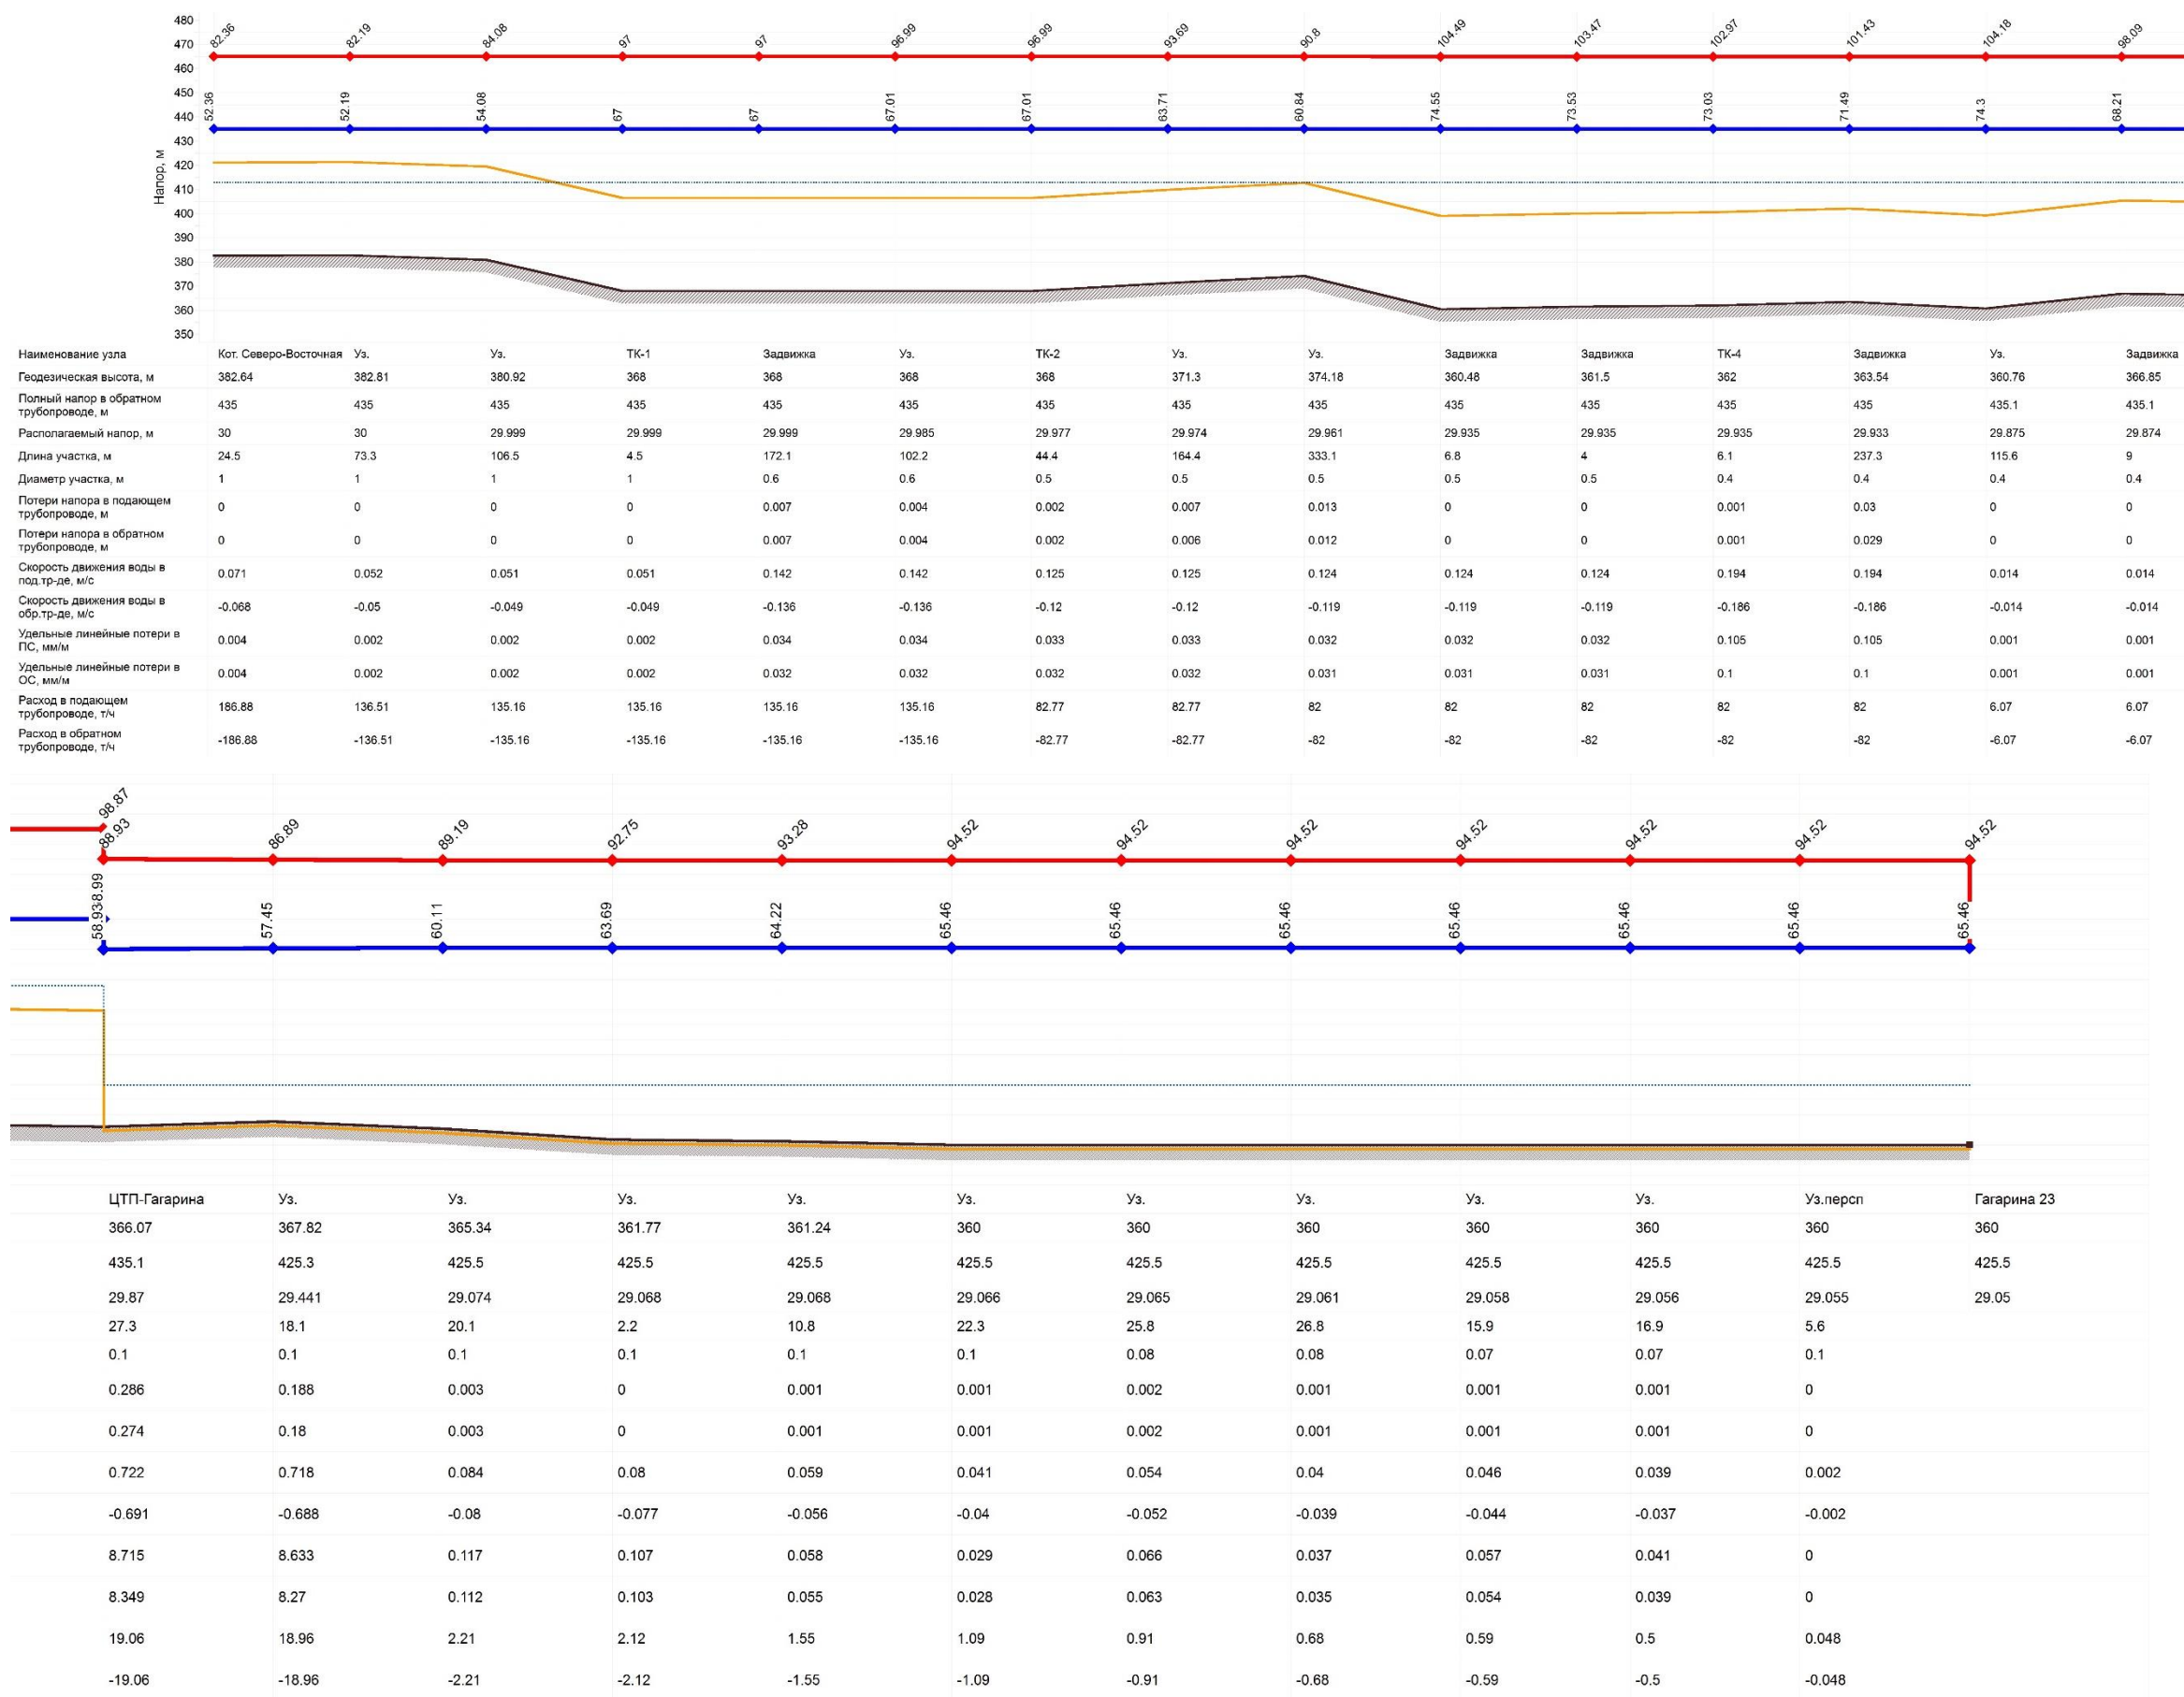 480
470
460
450
440
430
420
410
400
390
380
370
360
350
Напор, м
82.36 82.19 84.08 97 97 96.99 96.99 93.69 90.8 104.49 103.47 102.97 101.43 104.18 98.09
52.36 52.19 54.08 67 67 67.01 67.01 63.71 60.84 74.55 73.53 73.03 71.49 74.3 68.21
Наименование узла Кот. Северо-Восточная Уз. Уз. ТК-1 Задвижка Уз. ТК-2 Уз. Уз. Задвижка Задвижка ТК-4 Задвижка Уз. Задвижка
Геодезическая высота, м 382.64 382.81 380.92 368 368 368 368 371.3 374.18 360.48 361.5 362 363.54 360.76 366.85
Полный напор в обратном
трубопроводе, м 435 435 435 435 435 435 435 435 435 435 435 435 435 435.1 435.1
Располагаемый напор, м 30 30 29.999 29.999 29.999 29.985 29.977 29.974 29.961 29.935 29.935 29.935 29.933 29.875 29.874
Длина участка, м 24.5 73.3 106.5 4.5 172.1 102.2 44.4 164.4 333.1 6.8 4 6.1 237.3 115.6 9
Диаметр участка, м 1 1 1 1 0.6 0.6 0.5 0.5 0.5 0.5 0.5 0.4 0.4 0.4 0.4
Потери напора в подающем
трубопроводе, м 0 0 0 0 0.007 0.004 0.002 0.007 0.013 0 0 0.001 0.03 0 0
Потери напора в обратном
трубопроводе, м 0 0 0 0 0.007 0.004 0.002 0.006 0.012 0 0 0.001 0.029 0 0
Скорость движения воды в
под.тр-де, м/с 0.071 0.052 0.051 0.051 0.142 0.142 0.125 0.125 0.124 0.124 0.124 0.194 0.194 0.014 0.014
Скорость движения воды в
обр.тр-де, м/с -0.068 -0.05 -0.049 -0.049 -0.136 -0.136 -0.12 -0.12 -0.119 -0.119 -0.119 -0.186 -0.186 -0.014 -0.014
Удельные линейные потери в
ПС, мм/м 0.004 0.002 0.002 0.002 0.034 0.034 0.033 0.033 0.032 0.032 0.032 0.105 0.105 0.001 0.001
Удельные линейные потери в
ОС, мм/м 0.004 0.002 0.002 0.002 0.032 0.032 0.032 0.032 0.031 0.031 0.031 0.1 0.1 0.001 0.001
Расход в подающем
трубопроводе, т/ч 186.88 136.51 135.16 135.16 135.16 135.16 82.77 82.77 82 82 82 82 82 6.07 6.07
Расход в обратном
трубопроводе, т/ч -186.88 -136.51 -135.16 -135.16 -135.16 -135.16 -82.77 -82.77 -82 -82 -82 -82 -82 -6.07 -6.07
98.87
88.93 86.89 89.19 92.75 93.28 94.52 94.52 94.52 94.52 94.52 94.52 94.52
58.93 8.99 57.45 60.11 63.69 64.22 65.46 65.46 65.46 65.46 65.46 65.46 65.46
ЦТП-Гагарина Уз. Уз. Уз. Уз. Уз. Уз. Уз. Уз. Уз. Уз.персп Гагарина 23
366.07 367.82 365.34 361.77 361.24 360 360 360 360 360 360 360
435.1 425.3 425.5 425.5 425.5 425.5 425.5 425.5 425.5 425.5 425.5 425.5
29.87 29.441 29.074 29.068 29.068 29.066 29.065 29.061 29.058 29.056 29.055 29.05
27.3 18.1 20.1 2.2 10.8 22.3 25.8 26.8 15.9 16.9 5.6
0.1 0.1 0.1 0.1 0.1 0.1 0.08 0.08 0.07 0.07 0.1
0.286 0.188 0.003 0 0.001 0.001 0.002 0.001 0.001 0.001 0
0.274 0.18 0.003 0 0.001 0.001 0.002 0.001 0.001 0.001 0
0.722 0.718 0.084 0.08 0.059 0.041 0.054 0.04 0.046 0.039 0.002
-0.691 -0.688 -0.08 -0.077 -0.056 -0.04 -0.052 -0.039 -0.044 -0.037 -0.002
8.715 8.633 0.117 0.107 0.058 0.029 0.066 0.037 0.057 0.041 0
8.349 8.27 0.112 0.103 0.055 0.028 0.063 0.035 0.054 0.039 0
19.06 18.96 2.21 2.12 1.55 1.09 0.91 0.68 0.59 0.5 0.048
-19.06 -18.96 -2.21 -2.12 -1.55 -1.09 -0.91 -0.68 -0.59 -0.5 -0.048